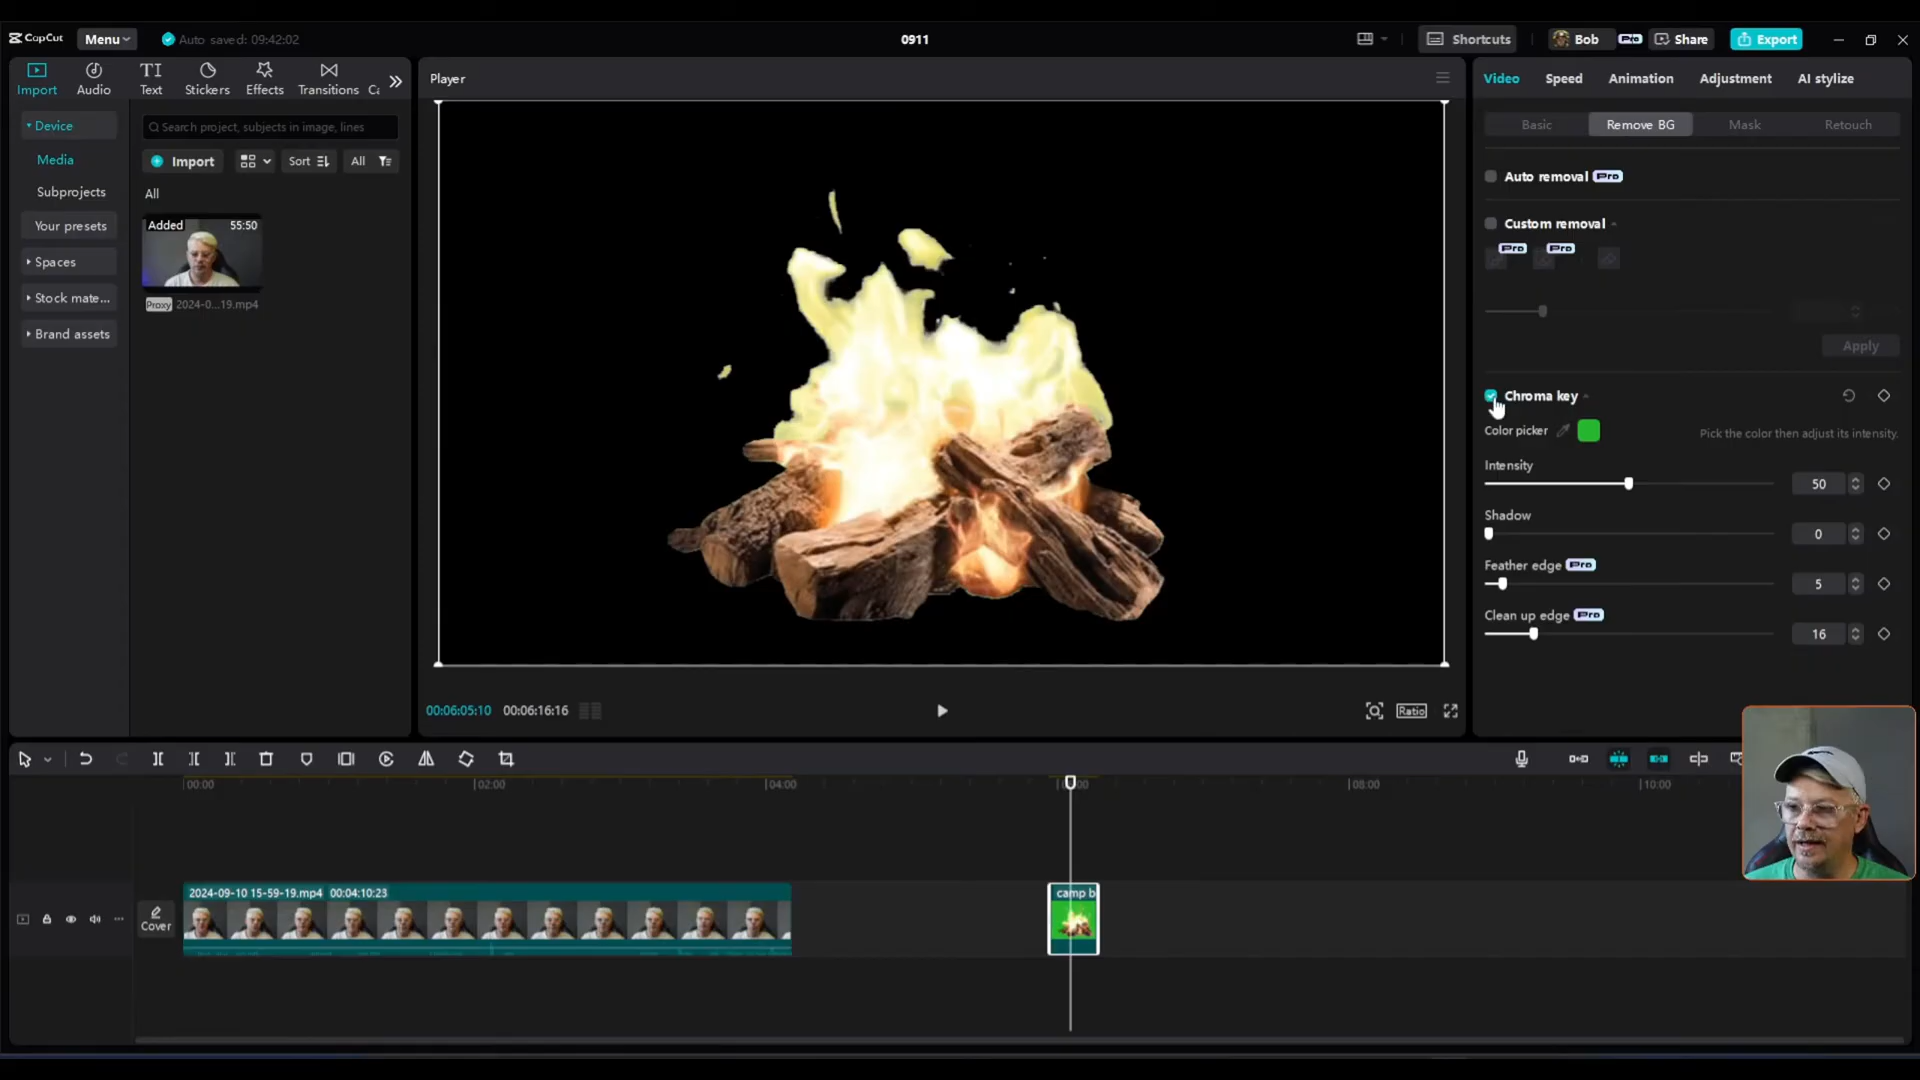 CapCut
Menu
Auto saved: 09:42:02
0911
Shortcuts
Bob
Pro
Share
Export
Import
Audio
Text
Stickers
Effects
Transitions
Ca
Device
Media
Subprojects
Your presets
Spaces
Stock mate...
Brand assets
Search project, subjects in image, lines
Import
Sort
All
All
Added
55:50
Proxy
2024-0...19.mp4
Player
00:06:05:10
00:06:16:16
Ratio
Video
Speed
Animation
Adjustment
AI stylize
Basic
Remove BG
Mask
Retouch
Auto removal Pro
Custom removal
Pro
Pro
Apply
Chroma key
Color picker
Pick the color then adjust its intensity.
Intensity
50
Shadow
0
Feather edge Pro
5
Clean up edge Pro
16
00:00
02:00
04:00
08:00
10:00
Cover
2024-09-10 15-59-19.mp4 00:04:10:23
camp b